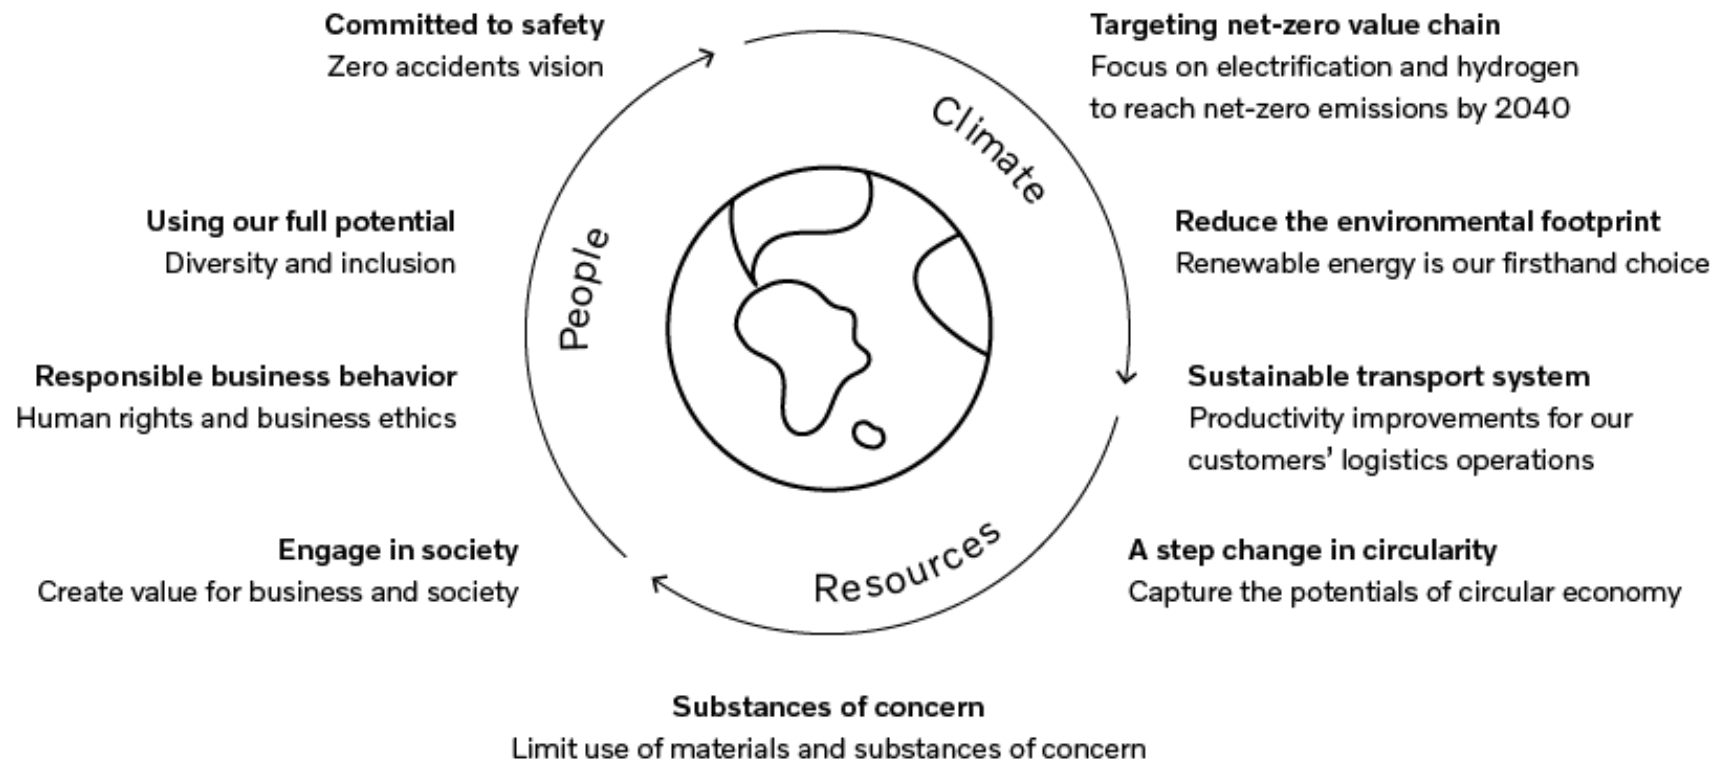 Committed to safety
Zero accidents vision
Targeting net-zero value chain
Focus on electrification and hydrogen
to reach net-zero emissions by 2040
Climate
Using our full potential
Diversity and inclusion
People
Reduce the environmental footprint
Renewable energy is our firsthand choice
Responsible business behavior
Human rights and business ethics
Sustainable transport system
Productivity improvements for our
customers’ logistics operations
Engage in society
Create value for business and society
Resources
A step change in circularity
Capture the potentials of circular economy
Substances of concern
Limit use of materials and substances of concern